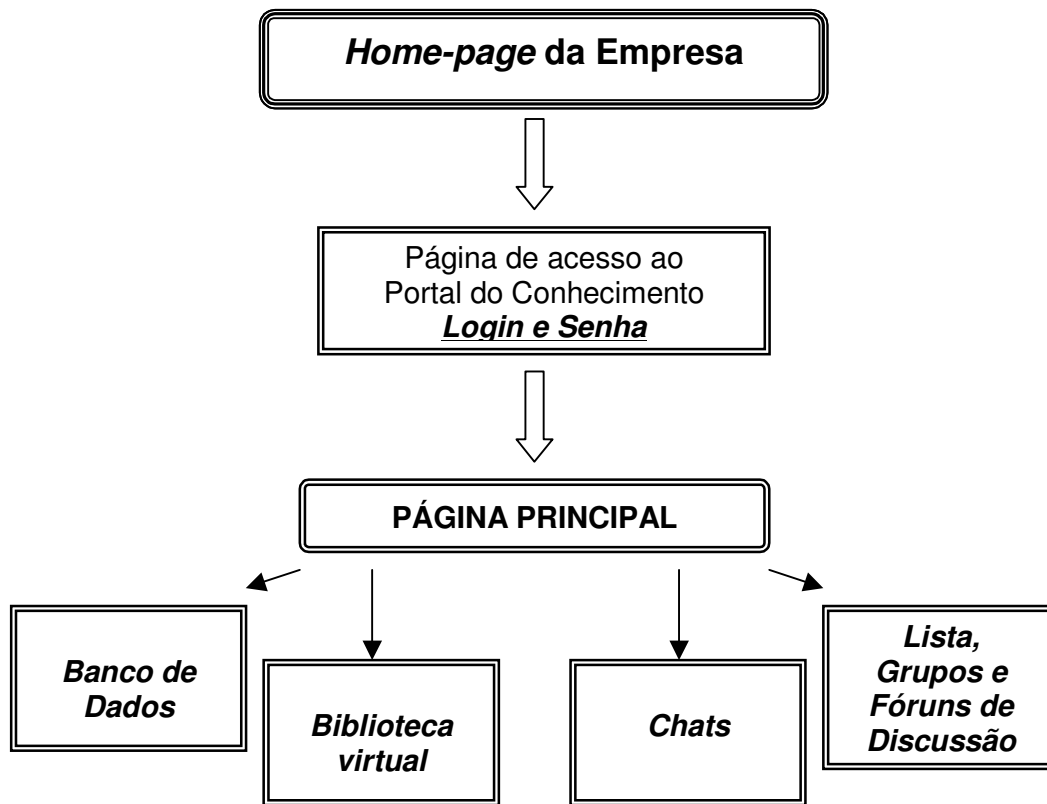 Home-page da Empresa
Página de acesso ao
Portal do Conhecimento
Login e Senha
PÁGINA PRINCIPAL
Banco de
Dados
Biblioteca
virtual
Chats
Lista,
Grupos e
Fóruns de
Discussão